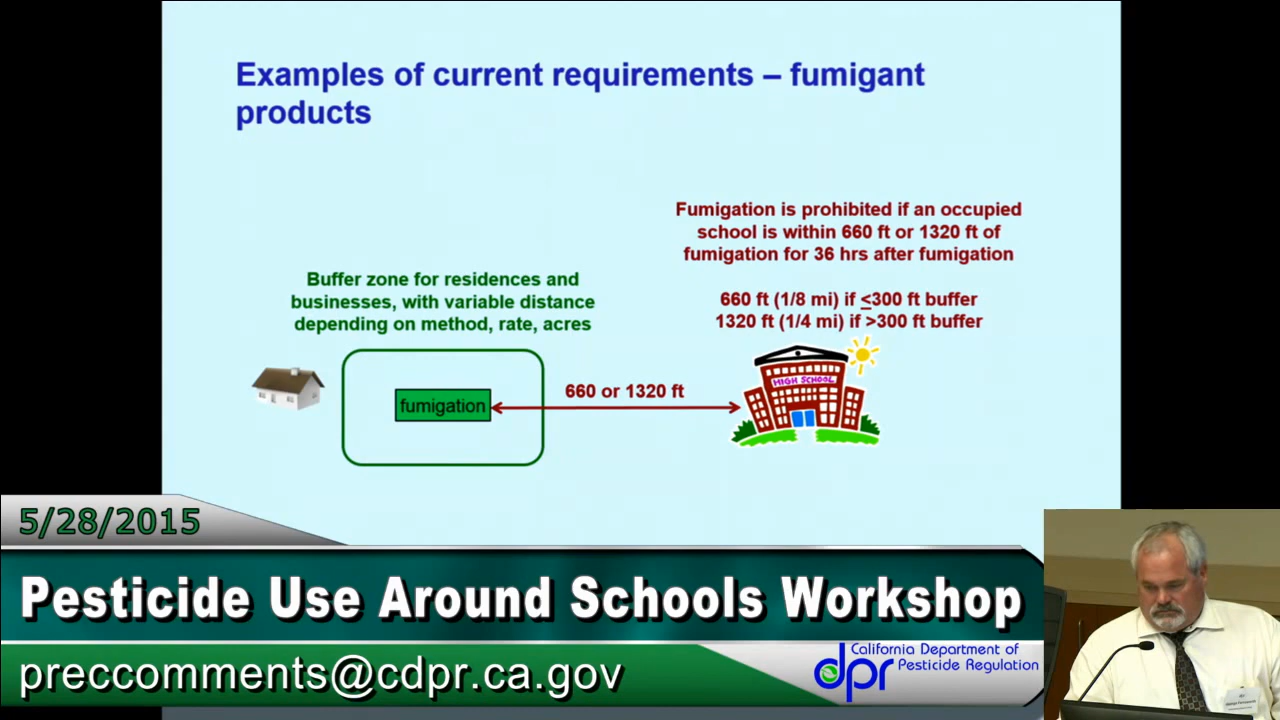 Examples of current requirements – fumigant
products
Fumigation is prohibited if an occupied
school is within 660 ft or 1320 ft of
fumigation for 36 hrs after fumigation
Buffer zone for residences and
businesses, with variable distance
depending on method, rate, acres
660 ft (1/8 mi) if <300 ft buffer
1320 ft (1/4 mi) if >300 ft buffer
HIGH SCHOOL
660 or 1320 ft
fumigation
5/28/2015
Pesticide Use Around Schools Workshop
preccomments@cdpr.ca.gov
dpr
California Department of
Pesticide Regulation